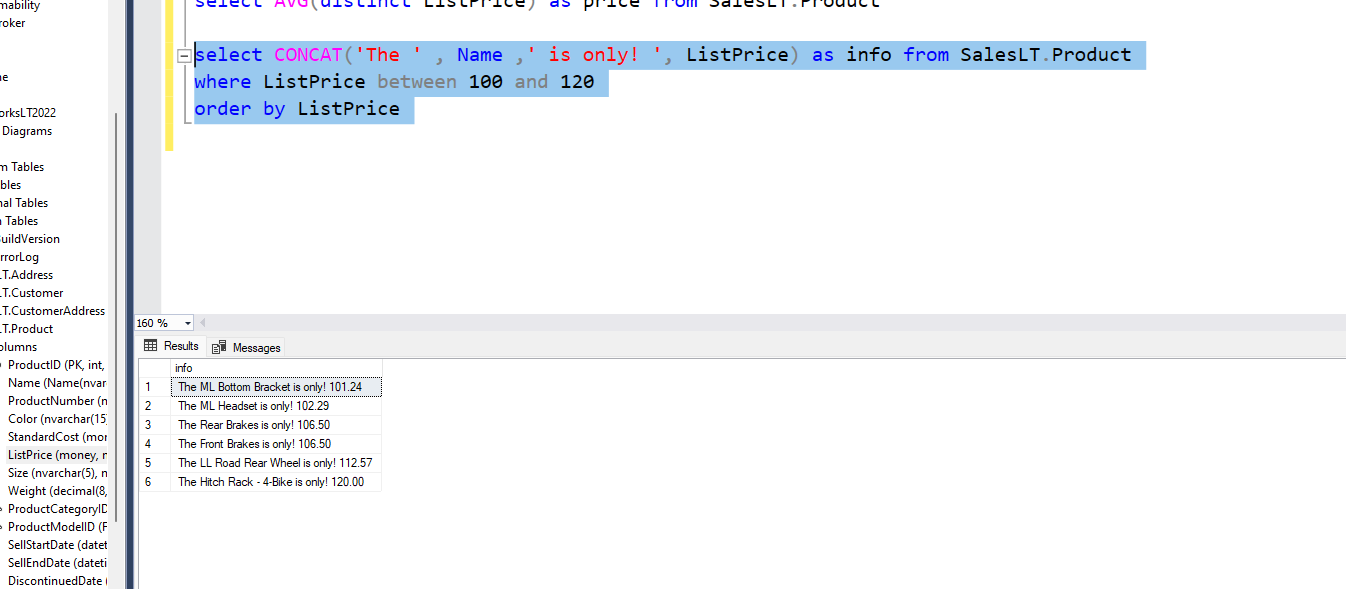 mability
roker
ne
orksLT2022
Diagrams
m Tables
bles
nal Tables
Tables
BuildVersion
rrorLog
LT.Address
LT.Customer
LT.CustomerAddress
LT.Product
olumns
ProductID (PK, int,
Name (Name(nvar
ProductNumber (n
Color (nvarchar(15)
StandardCost (mon
ListPrice (money, n
Size (nvarchar(5), n
Weight (decimal(8,
ProductCategoryID
ProductModelID (F
SellStartDate (datet
SellEndDate (dateti
DiscontinuedDate (
select AVG(distinct ListPrice) as price from SalesLT.Product
select CONCAT('The ' , Name ,' is only! ', ListPrice) as info from SalesLT.Product
where ListPrice between 100 and 120
order by ListPrice
160 %
Results Messages
info
1 The ML Bottom Bracket is only! 101.24
2 The ML Headset is only! 102.29
3 The Rear Brakes is only! 106.50
4 The Front Brakes is only! 106.50
5 The LL Road Rear Wheel is only! 112.57
6 The Hitch Rack - 4-Bike is only! 120.00